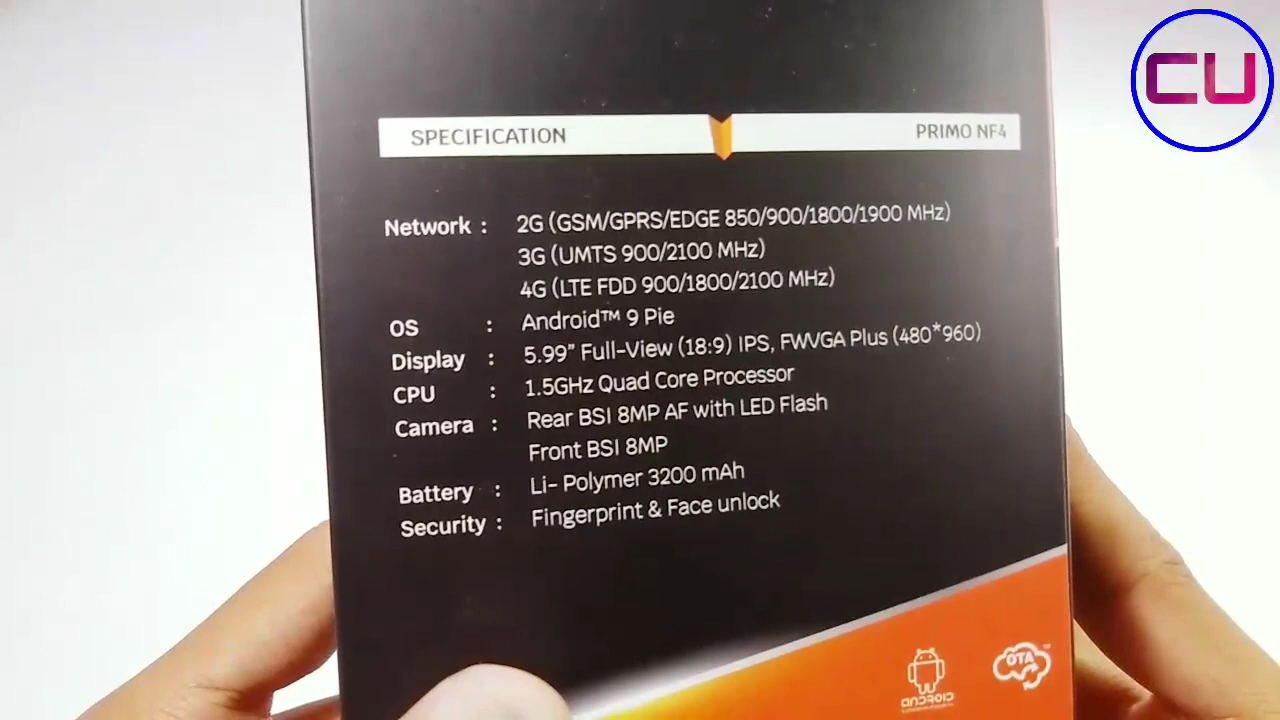 CU
SPECIFICATION PRIMO NF4
Network : 2G (GSM/GPRS/EDGE 850/900/1800/1900 MHz)
3G (UMTS 900/2100 MHz)
4G (LTE FDD 900/1800/2100 MHz)
OS : Android™ 9 Pie
Display : 5.99” Full-View (18:9) IPS, FWVGA Plus (480*960)
CPU : 1.5GHz Quad Core Processor
Camera : Rear BSI 8MP AF with LED Flash
Front BSI 8MP
Battery : Li- Polymer 3200 mAh
Security : Fingerprint & Face unlock
OTA™
ANDROID